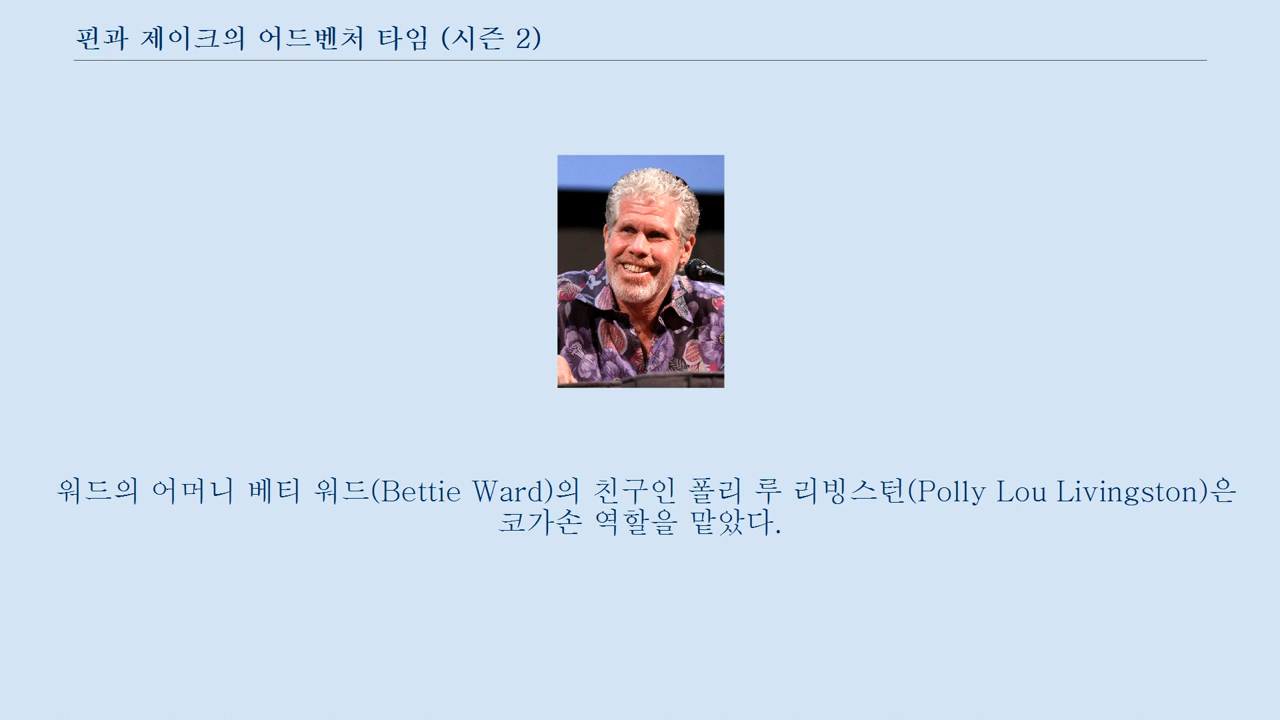 핀과 제이크의 어드벤처 타임 (시즌 2)
워드의 어머니 베티 워드(Bettie Ward)의 친구인 폴리 루 리빙스턴(Polly Lou Livingston)은
코가손 역할을 맡았다.